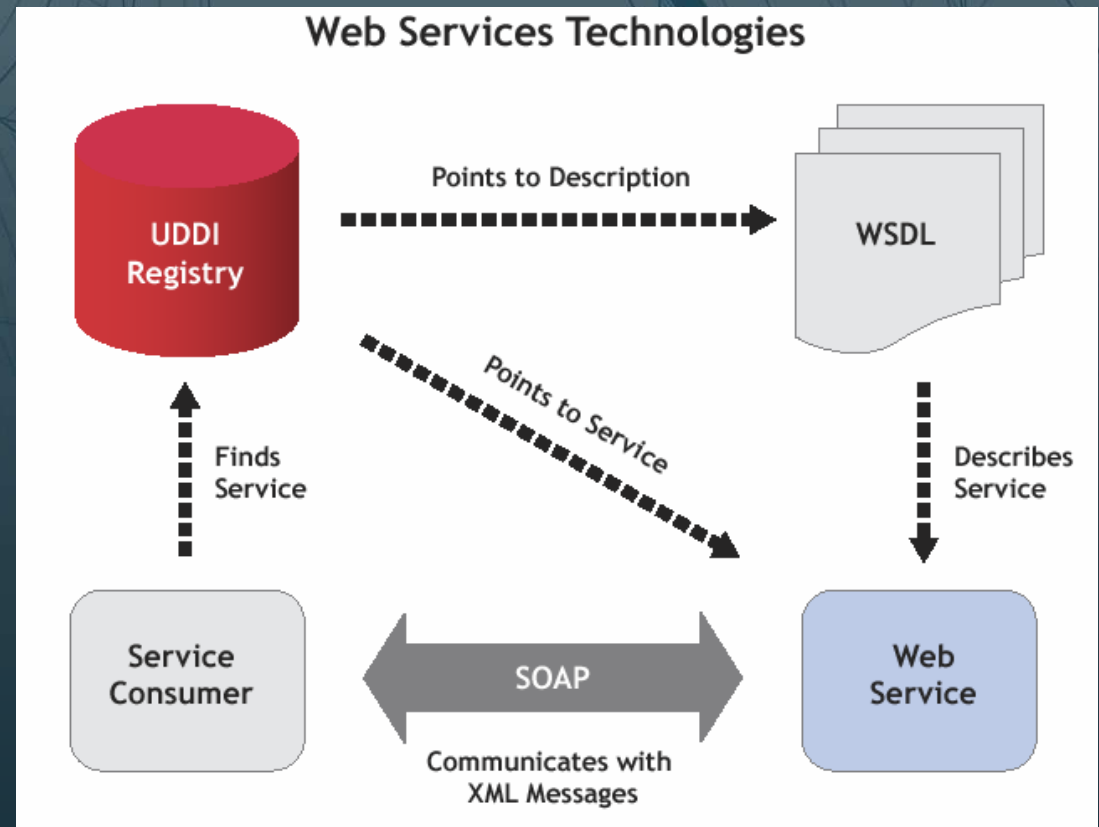 Web Services Technologies
UDDI
Registry
Points to Description
WSDL
Points to Service
Finds
Service
Describes
Service
Service
Consumer
SOAP
Web
Service
Communicates with
XML Messages